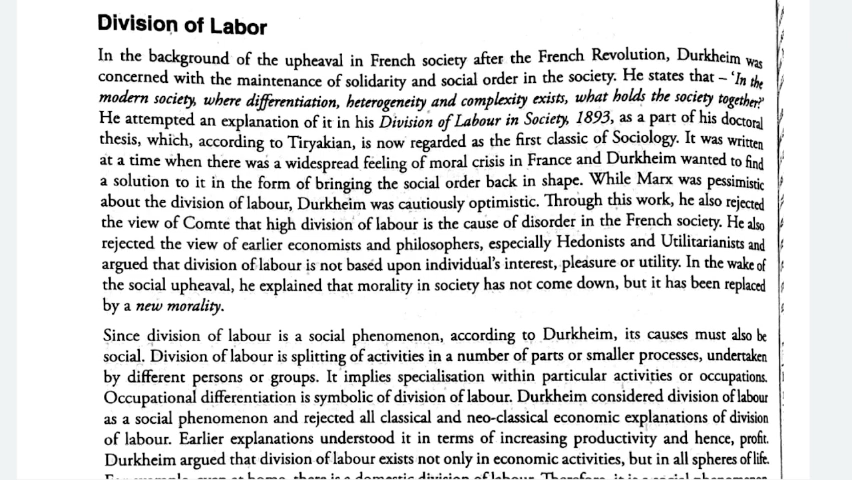 Division of Labor
In the background of the upheaval in French society after the French Revolution, Durkheim was
concerned with the maintenance of solidarity and social order in the society. He states that – 'In the
modern society, where differentiation, heterogeneity and complexity exists, what holds the society together?'
He attempted an explanation of it in his Division of Labour in Society, 1893, as a part of his doctoral
thesis, which, according to Tiryakian, is now regarded as the first classic of Sociology. It was written
at a time when there was a widespread feeling of moral crisis in France and Durkheim wanted to find
a solution to it in the form of bringing the social order back in shape. While Marx was pessimistic
about the division of labour, Durkheim was cautiously optimistic. Through this work, he also rejected
the view of Comte that high division of labour is the cause of disorder in the French society. He also
rejected the view of earlier economists and philosophers, especially Hedonists and Utilitarianists and
argued that division of labour is not based upon individual's interest, pleasure or utility. In the wake of
the social upheaval, he explained that morality in society has not come down, but it has been replaced
by a new morality.
Since division of labour is a social phenomenon, according to Durkheim, its causes must also be
social. Division of labour is splitting of activities in a number of parts or smaller processes, undertaken
by different persons or groups. It implies specialisation within particular activities or occupations.
Occupational differentiation is symbolic of division of labour. Durkheim considered division of labour
as a social phenomenon and rejected all classical and neo-classical economic explanations of division
of labour. Earlier explanations understood it in terms of increasing productivity and hence, profit.
Durkheim argued that division of labour exists not only in economic activities, but in all spheres of life.